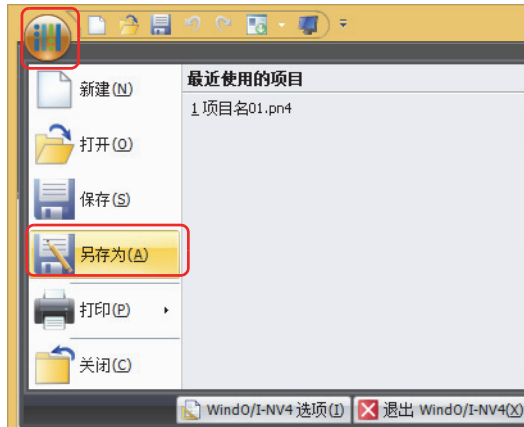 新建(N)
打开(O)
保存(S)
另存为(A)
打印(P)
关闭(C)
最近使用的项目
1 项目名01.pn4
WindO/I-NV4 选项(I)
退出 WindO/I-NV4(X)